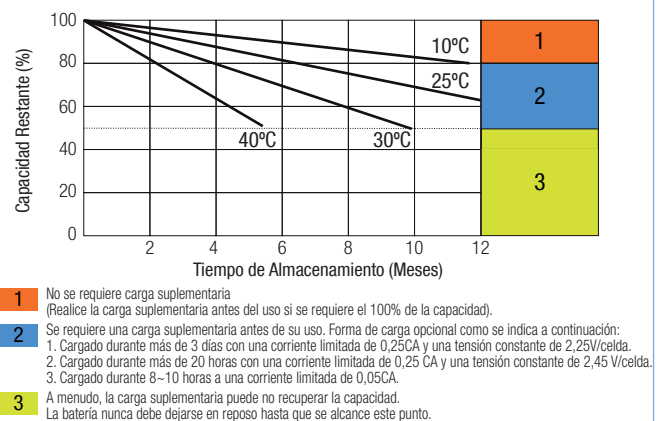 Capacidad Restante (%)
100
80
60
40
20
0
10ºC
25ºC
30ºC
40ºC
1
2
3
2
4
6
8
10
12
Tiempo de Almacenamiento (Meses)
1
No se requiere carga suplementaria
(Realice la carga suplementaria antes del uso si se requiere el 100% de la capacidad).
2
Se requiere una carga suplementaria antes de su uso. Forma de carga opcional como se indica a continuación:
1. Cargado durante más de 3 días con una corriente limitada de 0,25CA y una tensión constante de 2,25V/celda.
2. Cargado durante más de 20 horas con una corriente limitada de 0,25 CA y una tensión constante de 2,45 V/celda.
3. Cargado durante 8~10 horas a una corriente limitada de 0,05CA.
3
A menudo, la carga suplementaria puede no recuperar la capacidad.
La batería nunca debe dejarse en reposo hasta que se alcance este punto.